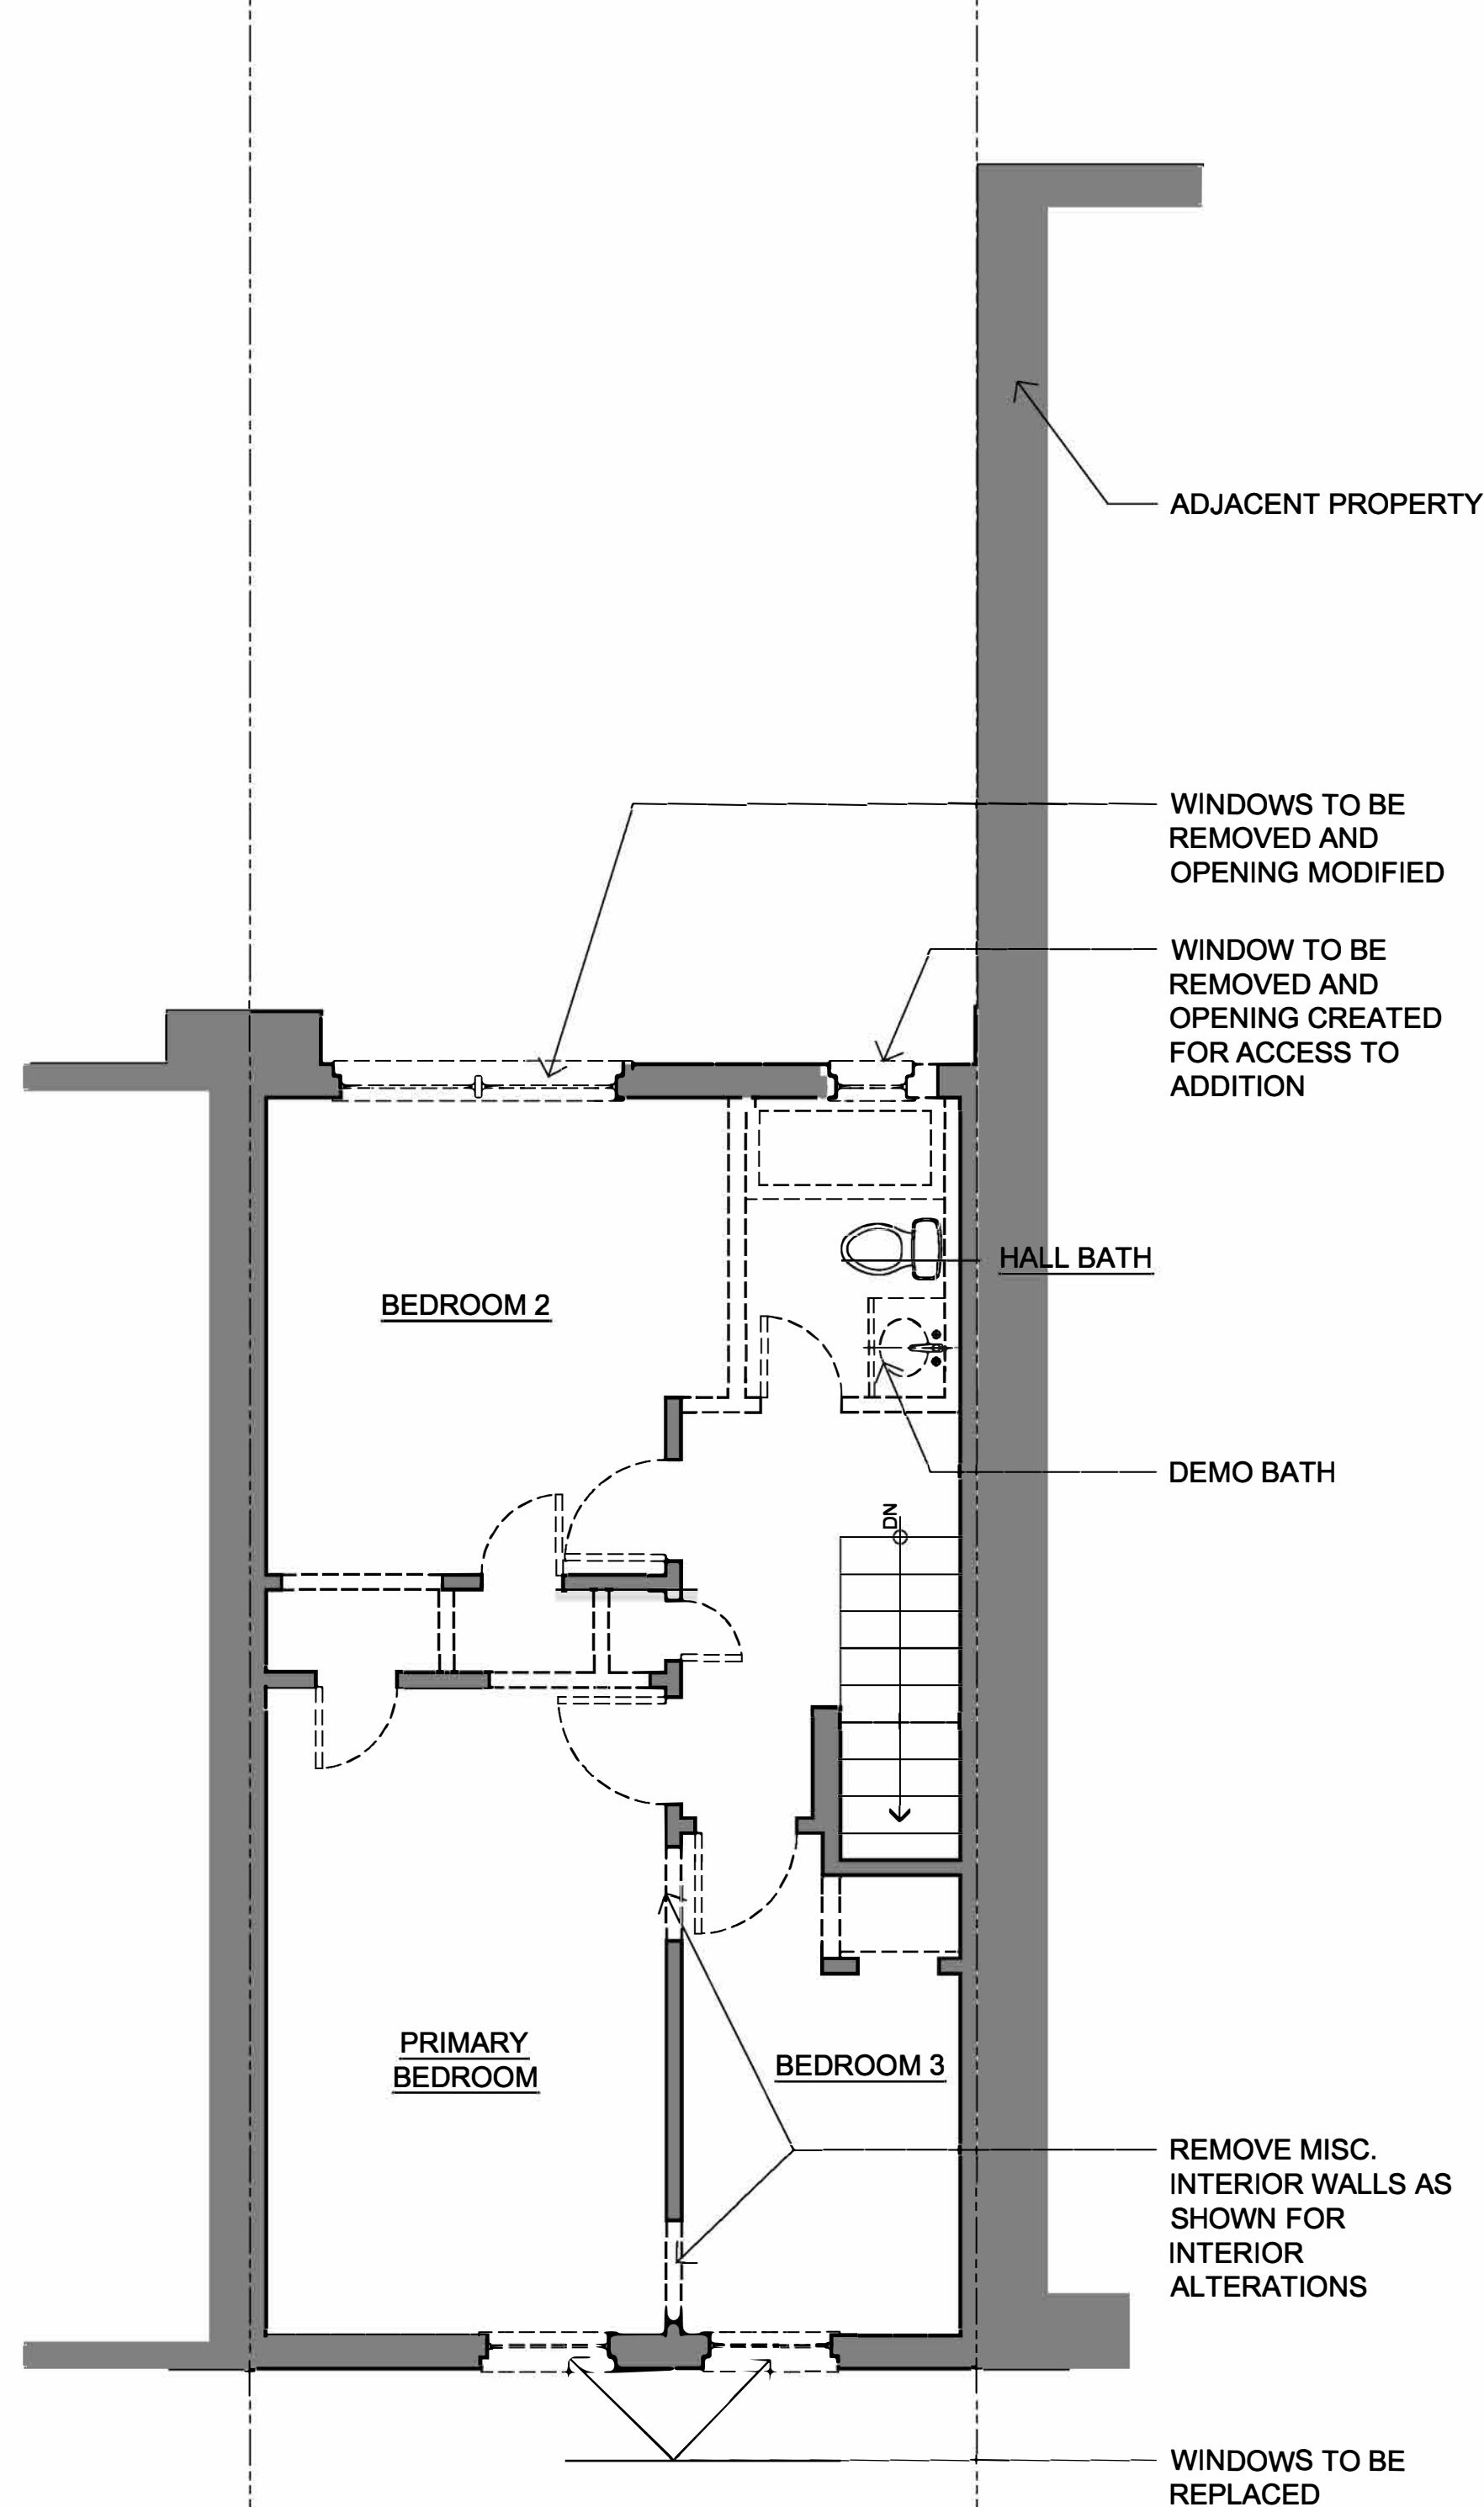 ADJACENT PROPERTY
WINDOWS TO BE
REMOVED AND
OPENING MODIFIED
WINDOW TO BE
REMOVED AND
OPENING CREATED
FOR ACCESS TO
ADDITION
HALL BATH
BEDROOM 2
DEMO BATH
DN
PRIMARY
BEDROOM
BEDROOM 3
REMOVE MISC.
INTERIOR WALLS AS
SHOWN FOR
INTERIOR
ALTERATIONS
WINDOWS TO BE
REPLACED